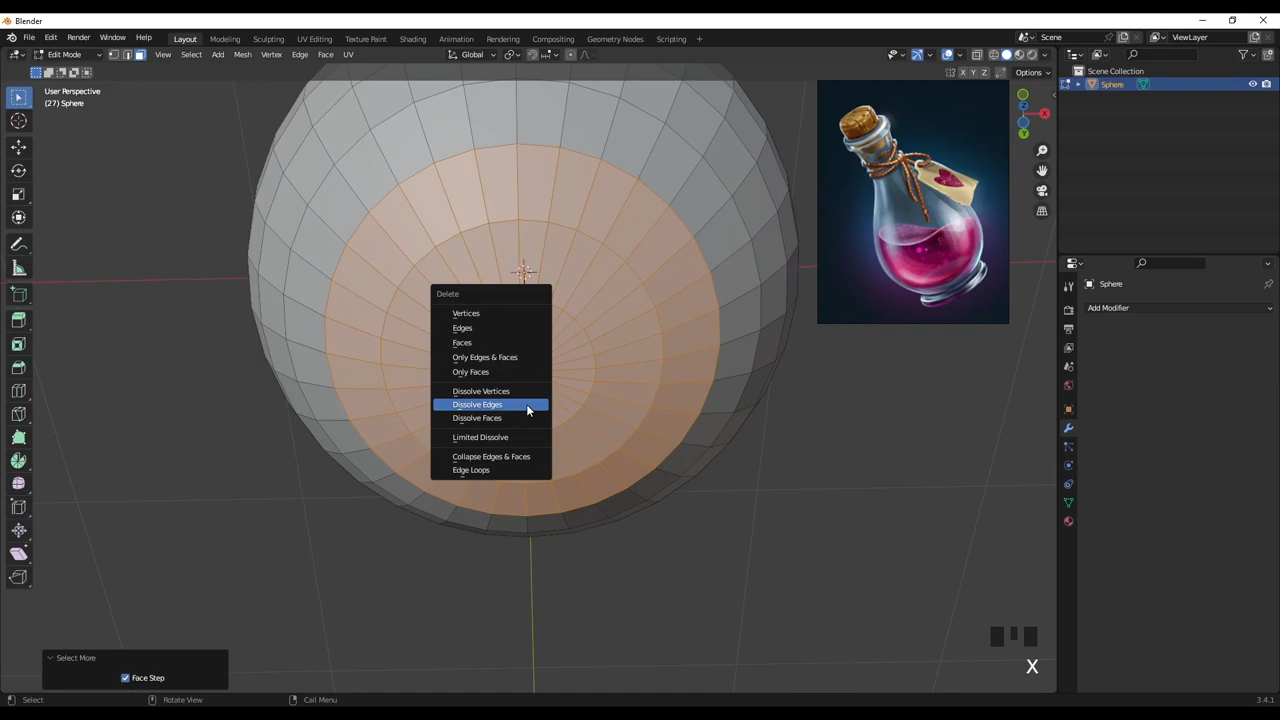 Blender
File Edit Render Window Help
Layout Modeling Sculpting UV Editing Texture Paint Shading Animation Rendering Compositing Geometry Nodes Scripting +
Scene
ViewLayer
Edit Mode
View Select Add Mesh Vertex Edge Face UV
Global
X Y Z
Options
User Perspective
(27) Sphere
Scene Collection
Sphere
X
Y
Z
Sphere
Add Modifier
Delete
Vertices
Edges
Faces
Only Edges & Faces
Only Faces
Dissolve Vertices
Dissolve Edges
Dissolve Faces
Limited Dissolve
Collapse Edges & Faces
Edge Loops
Select More
Face Step
X
Select
Rotate View
Call Menu
3.4.1